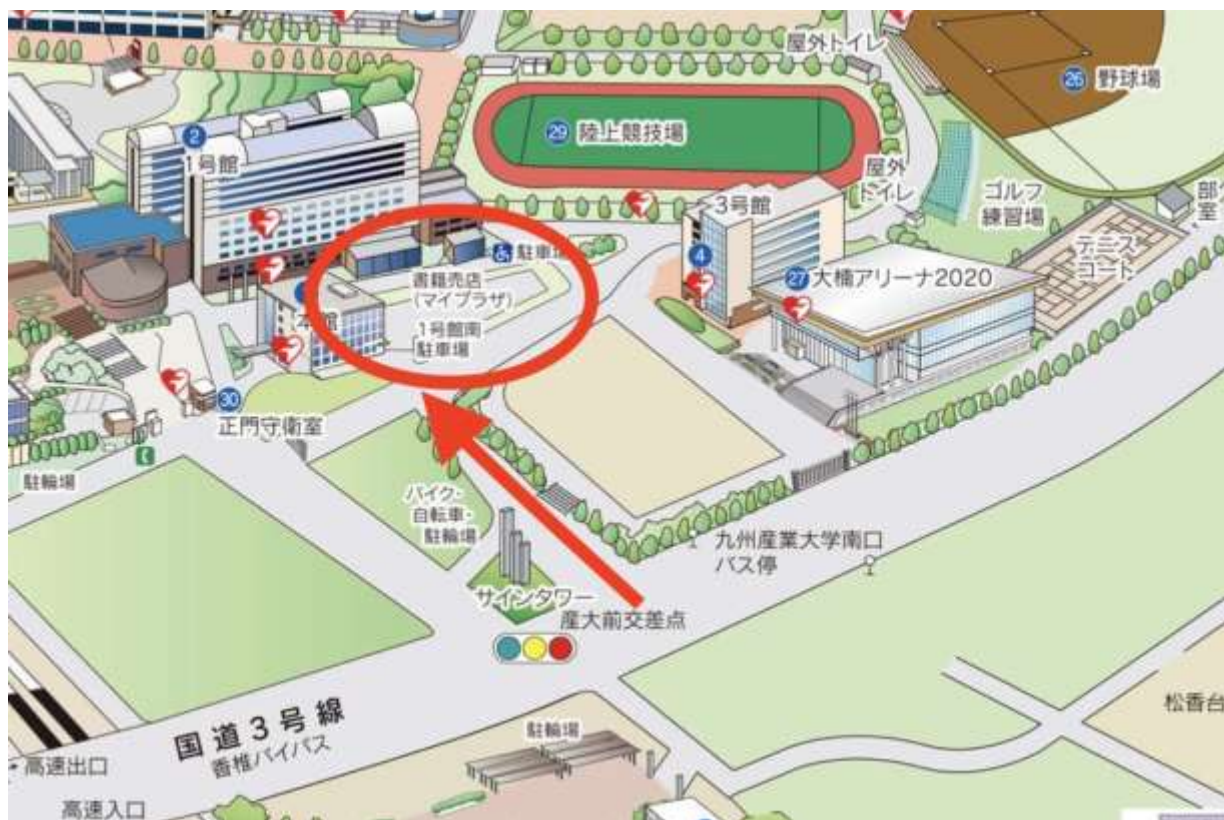 屋外トイレ
26 野球場
29 陸上競技場
2
1号館
屋外
トイレ
ゴルフ
練習場
部
室
3号館
4
テニス
コート
27 大楠アリーナ2020
駐車場
書籍売店
(マイプラザ)
1号館南
駐車場
本館
30
正門守衛室
駐輪場
バイク・
自転車・
駐輪場
九州産業大学南口
バス停
サインタワー
産大前交差点
国道3号線
香椎バイパス
駐輪場
松香台
高速出口
高速入口